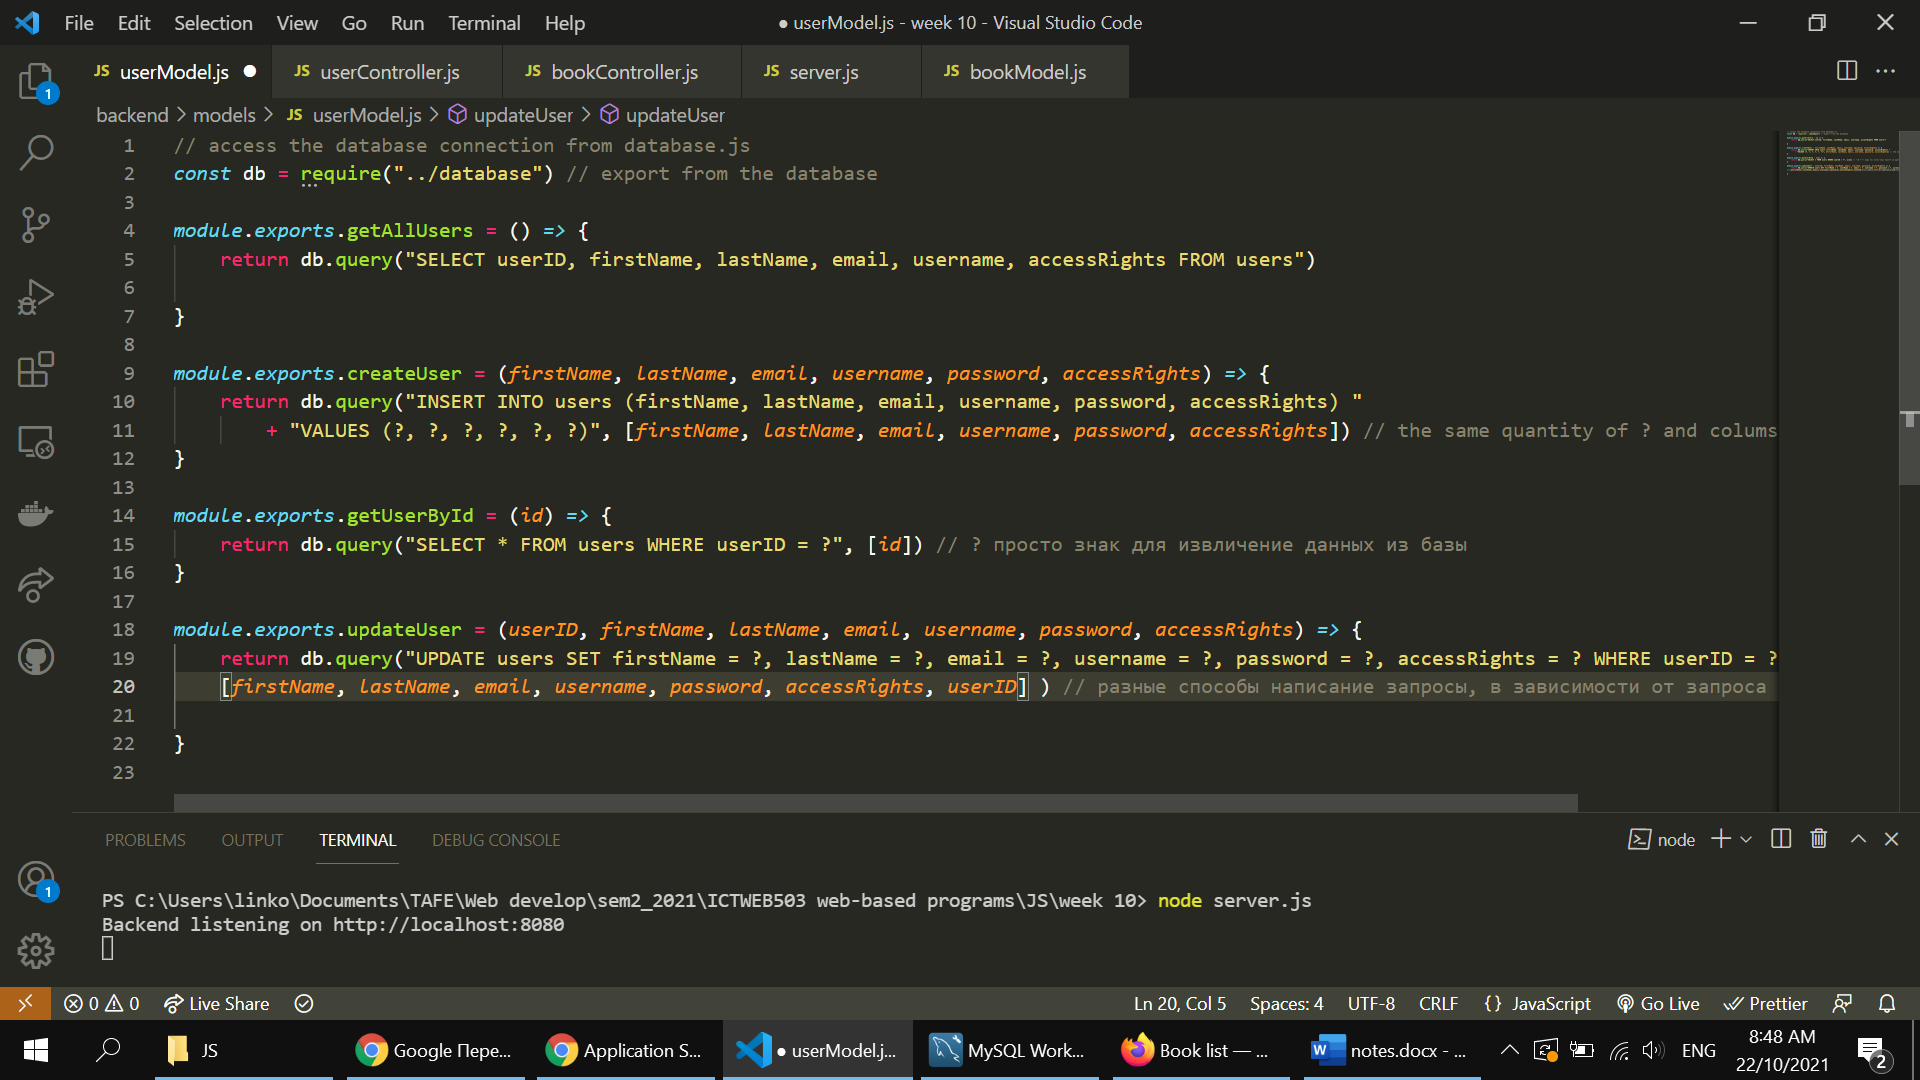 File Edit Selection View Go Run Terminal Help ● userModel.js - week 10 - Visual Studio Code
JS userModel.js ● JS userController.js JS bookController.js JS server.js JS bookModel.js
backend > models > JS userModel.js > updateUser > updateUser
1 // access the database connection from database.js
2 const db = require("../database") // export from the database
3
4 module.exports.getAllUsers = () => {
5 return db.query("SELECT userID, firstName, lastName, email, username, accessRights FROM users")
6
7 }
8
9 module.exports.createUser = (firstName, lastName, email, username, password, accessRights) => {
10 return db.query("INSERT INTO users (firstName, lastName, email, username, password, accessRights) "
11 + "VALUES (?, ?, ?, ?, ?, ?)", [firstName, lastName, email, username, password, accessRights]) // the same quantity of ? and colums
12 }
13
14 module.exports.getUserById = (id) => {
15 return db.query("SELECT * FROM users WHERE userID = ?", [id]) // ? просто знак для извличение данных из базы
16 }
17
18 module.exports.updateUser = (userID, firstName, lastName, email, username, password, accessRights) => {
19 return db.query("UPDATE users SET firstName = ?, lastName = ?, email = ?, username = ?, password = ?, accessRights = ? WHERE userID = ?
20 [firstName, lastName, email, username, password, accessRights, userID] ) // разные способы написание запросы, в зависимости от запроса
21
22 }
23
PROBLEMS OUTPUT TERMINAL DEBUG CONSOLE node
PS C:\Users\linko\Documents\TAFE\Web develop\sem2_2021\ICTWEB503 web-based programs\JS\week 10> node server.js
Backend listening on http://localhost:8080
0 0 Live Share Ln 20, Col 5 Spaces: 4 UTF-8 CRLF {} JavaScript Go Live Prettier
JS Google Пере... Application S... ● userModel.j... MySQL Work... Book list — ... notes.docx - ... ENG 8:48 AM
22/10/2021 2